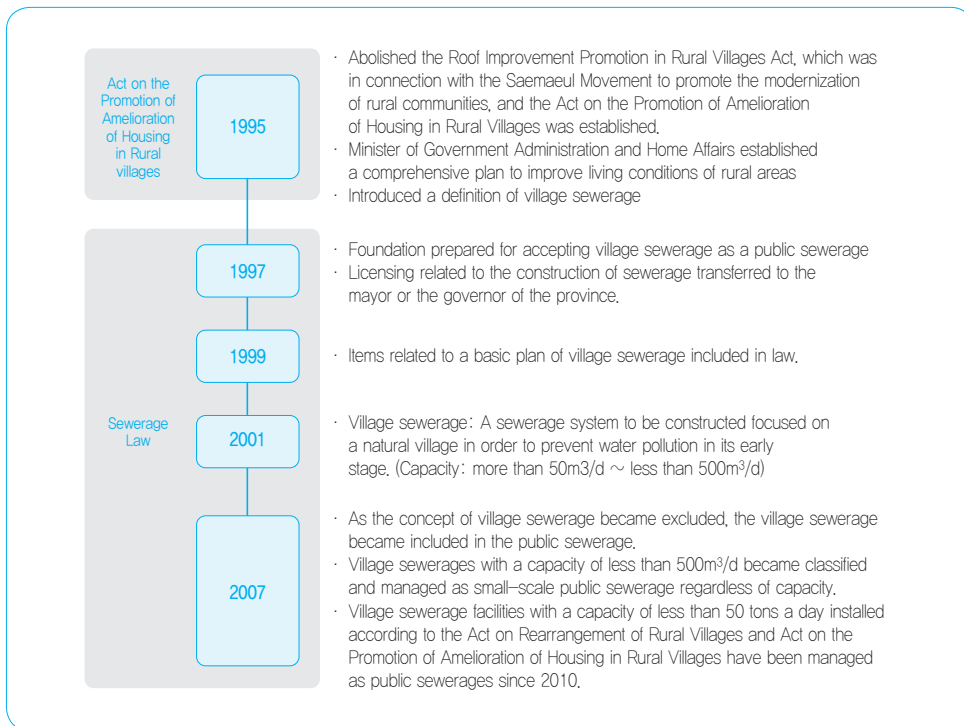 Act on the
Promotion of
Amelioration
of Housing
in Rural
villages
1995
· Abolished the Roof Improvement Promotion in Rural Villages Act, which was
in connection with the Saemaeul Movement to promote the modernization
of rural communities, and the Act on the Promotion of Amelioration
of Housing in Rural Villages was established.
· Minister of Government Administration and Home Affairs established
a comprehensive plan to improve living conditions of rural areas
· Introduced a definition of village sewerage
Sewerage
Law
1997
· Foundation prepared for accepting village sewerage as a public sewerage
· Licensing related to the construction of sewerage transferred to the
mayor or the governor of the province.
1999
· Items related to a basic plan of village sewerage included in law.
2001
· Village sewerage: A sewerage system to be constructed focused on
a natural village in order to prevent water pollution in its early
stage. (Capacity: more than 50m3/d ~ less than 500m³/d)
2007
· As the concept of village sewerage became excluded, the village sewerage
became included in the public sewerage.
· Village sewerages with a capacity of less than 500m³/d became classified
and managed as small-scale public sewerage regardless of capacity.
· Village sewerage facilities with a capacity of less than 50 tons a day installed
according to the Act on Rearrangement of Rural Villages and Act on the
Promotion of Amelioration of Housing in Rural Villages have been managed
as public sewerages since 2010.